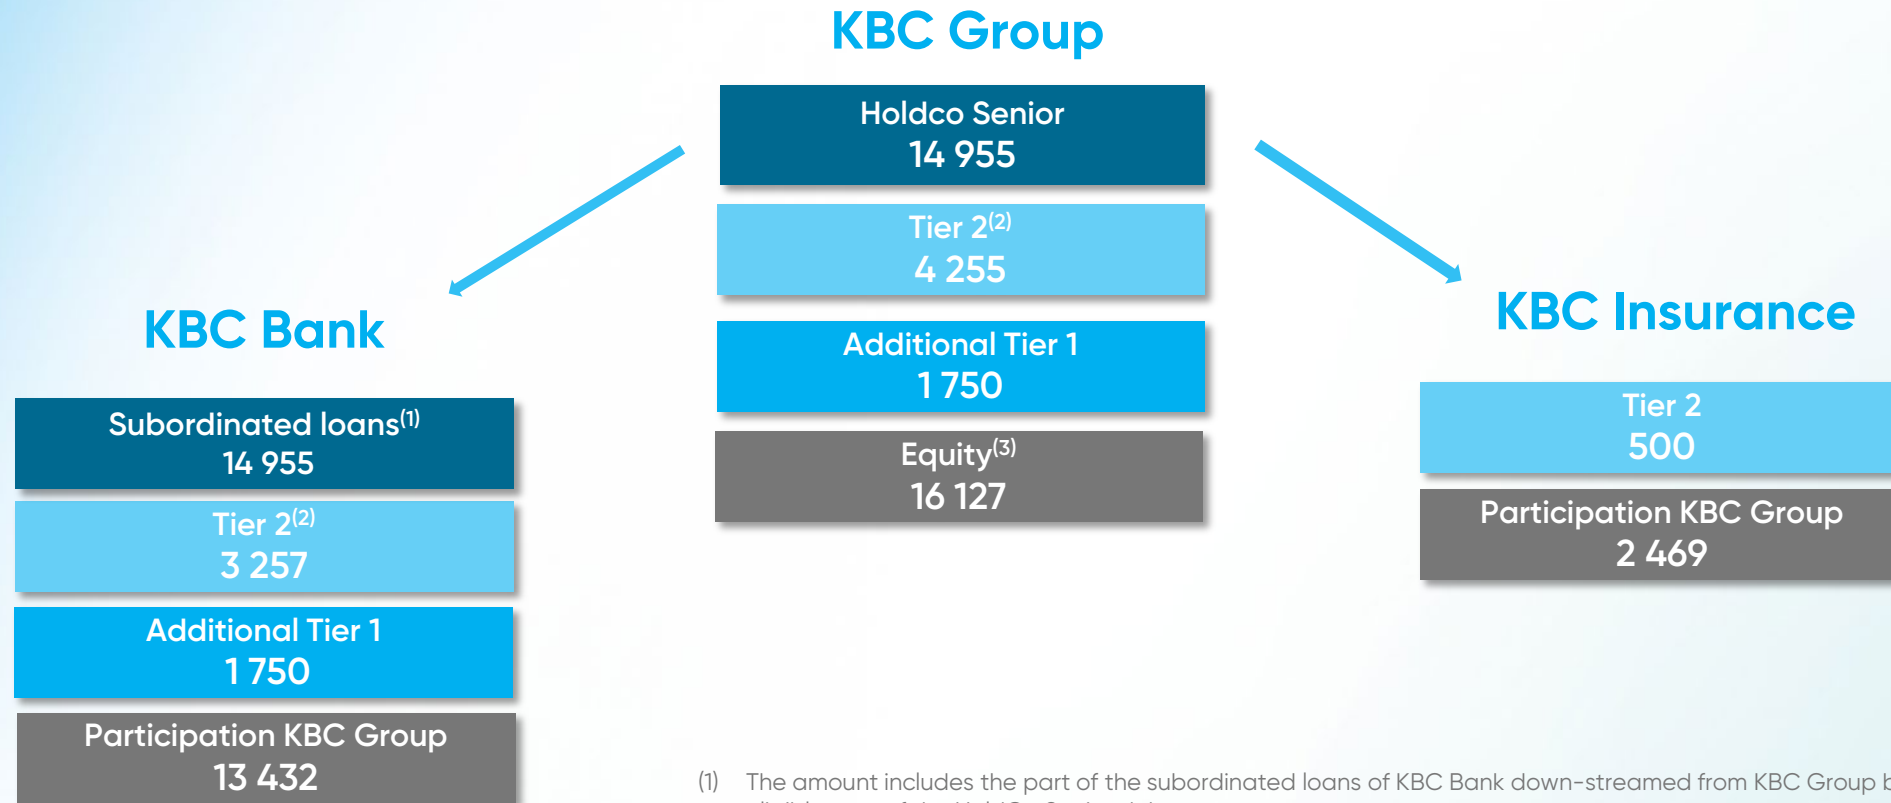 KBC Group
Holdco Senior
14 955
Tier 2(2)
4 255
Additional Tier 1
1 750
Equity(3)
16 127
KBC Bank
Subordinated loans(1)
14 955
Tier 2(2)
3 257
Additional Tier 1
1 750
Participation KBC Group
13 432
KBC Insurance
Tier 2
500
Participation KBC Group
2 469
(1) The amount includes the part of the subordinated loans of KBC Bank down-streamed from KBC Group